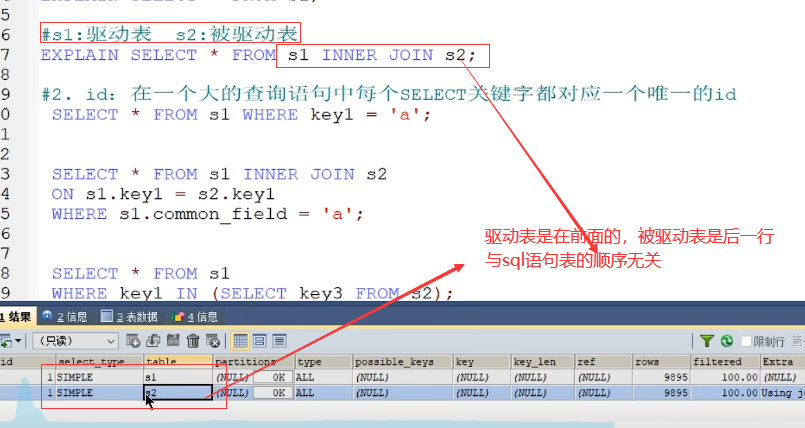 5
#s1:驱动表 s2:被驱动表
7 EXPLAIN SELECT * FROM s1 INNER JOIN s2;
8
9 #2. id: 在一个大的查询语句中每个SELECT关键字都对应一个唯一的id
0 SELECT * FROM s1 WHERE key1 = 'a';
1
2
3 SELECT * FROM s1 INNER JOIN s2
4 ON s1.key1 = s2.key1
5 WHERE s1.common_field = 'a';
6
7
驱动表是在前面的，被驱动表是后一行
与sql语句表的顺序无关
8 SELECT * FROM s1
9 WHERE key1 IN (SELECT key3 FROM s2);
1 结果 2 信息 3 表数据 4 信息
(只读) 限制行
id select_type table partitions type possible_keys key key_len ref rows filtered Extra
1 SIMPLE s1 (NULL) 0K ALL (NULL) (NULL) (NULL) (NULL) 9895 100.00 (NULL)
1 SIMPLE s2 (NULL) 0K ALL (NULL) (NULL) (NULL) (NULL) 9895 100.00 Using